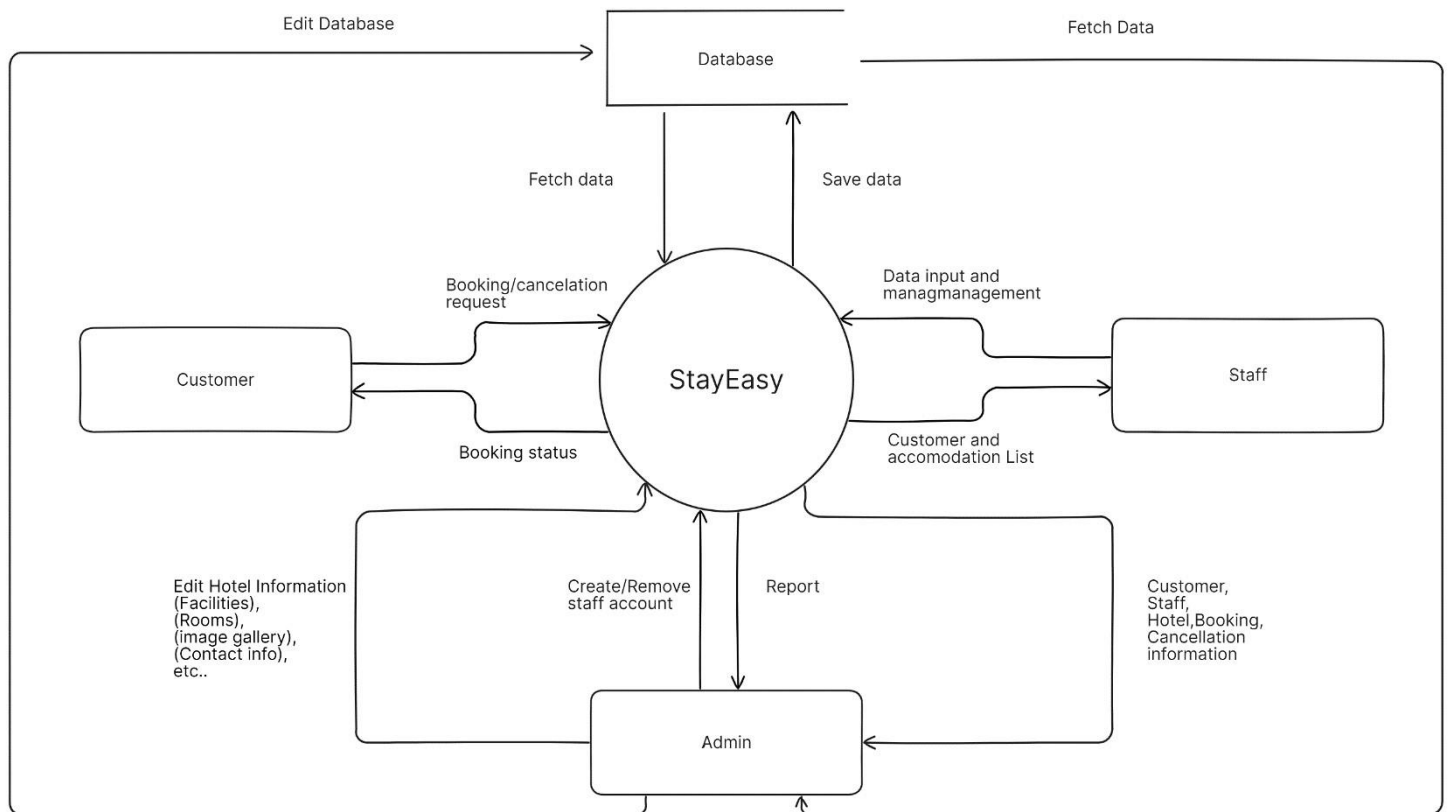 Edit Database
Database
Fetch Data
Fetch data
Save data
Booking/cancelation
request
Data input and
managmanagement
Customer
StayEasy
Staff
Booking status
Customer and
accomodation List
Edit Hotel Information
(Facilities),
(Rooms),
(image gallery),
(Contact info),
etc..
Create/Remove
staff account
Report
Customer,
Staff,
Hotel,Booking,
Cancellation
information
Admin